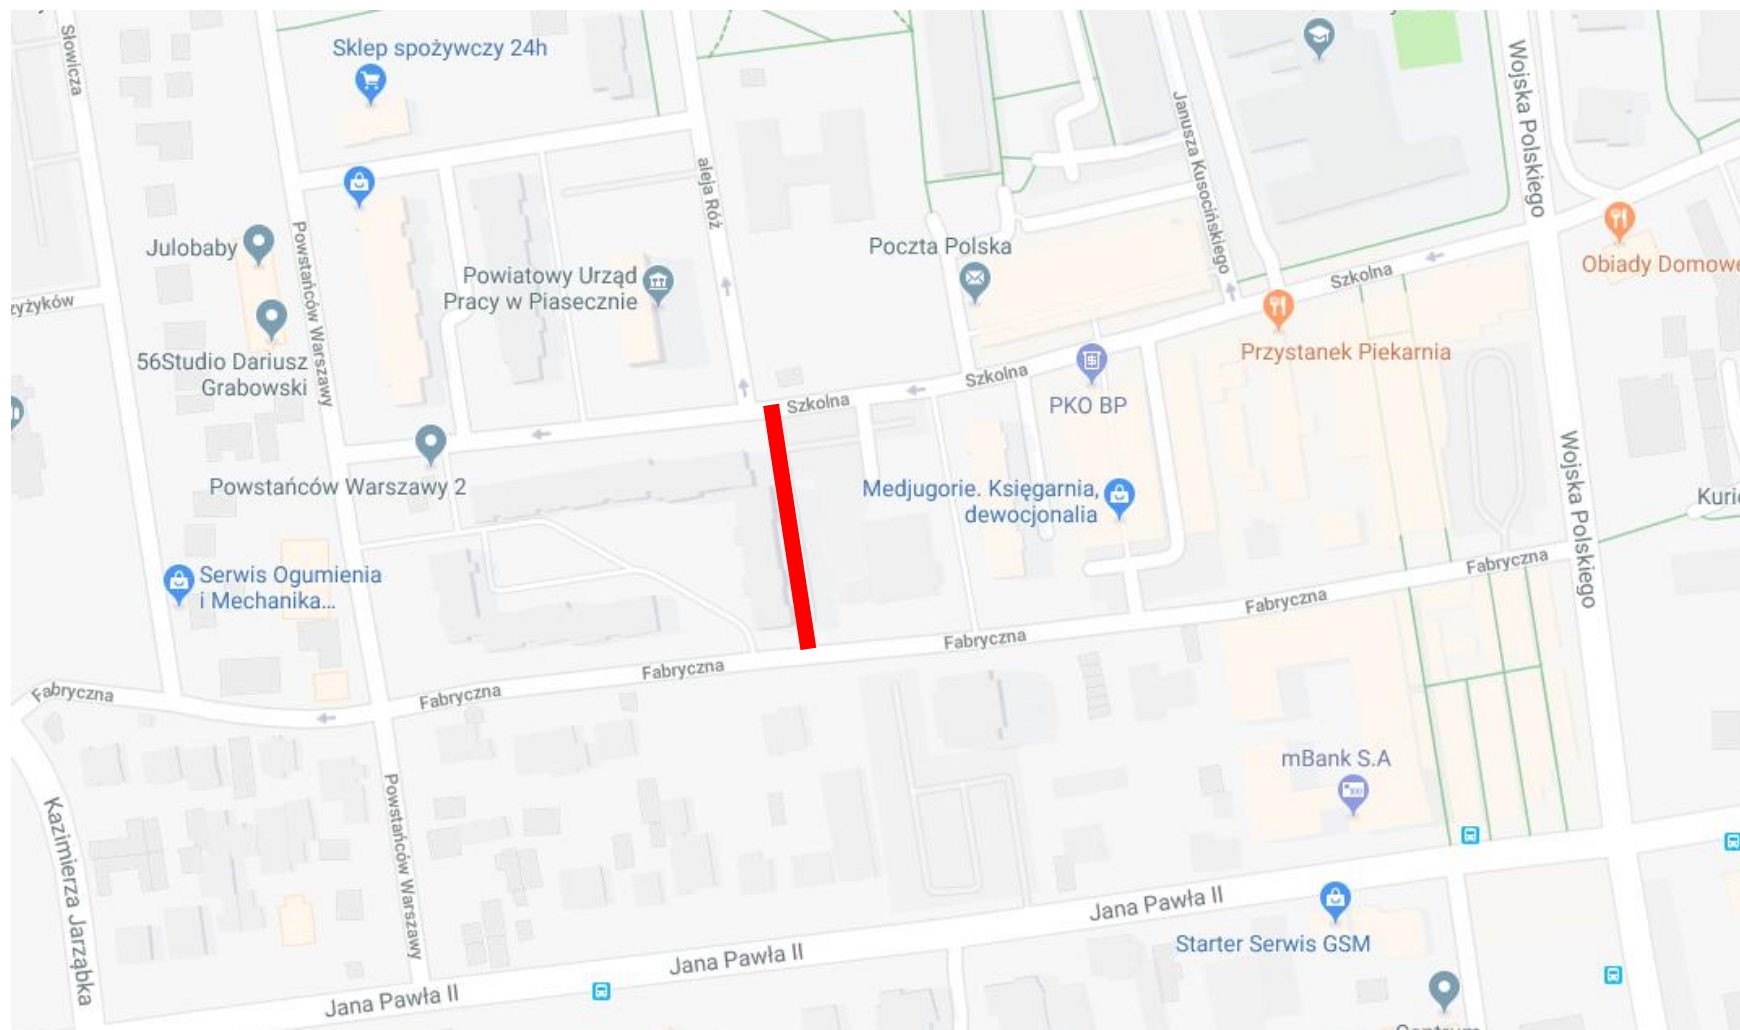 Słowicza
Sklep spożywczy 24h
Wojska Polskiego
Janusza Kusocińskiego
aleja Róż
Powstańców Warszawy
Julobaby
Poczta Polska
Powiatowy Urząd
Pracy w Piasecznie
Szkolna
Obiady Domowe
zyżyków
56Studio Dariusz
Grabowski
Przystanek Piekarnia
Szkolna
PKO BP
Szkolna
Powstańców Warszawy 2
Medjugorie. Księgarnia,
dewocjonalia
Wojska Polskiego
Kuri
Serwis Ogumienia
i Mechanika...
Fabryczna
Fabryczna
Fabryczna
Fabryczna
Fabryczna
Fabryczna
mBank S.A
Powstańców Warszawy
Kazimierza Jarząbka
Jana Pawła II
Starter Serwis GSM
Jana Pawła II
Jana Pawła II
Centrum